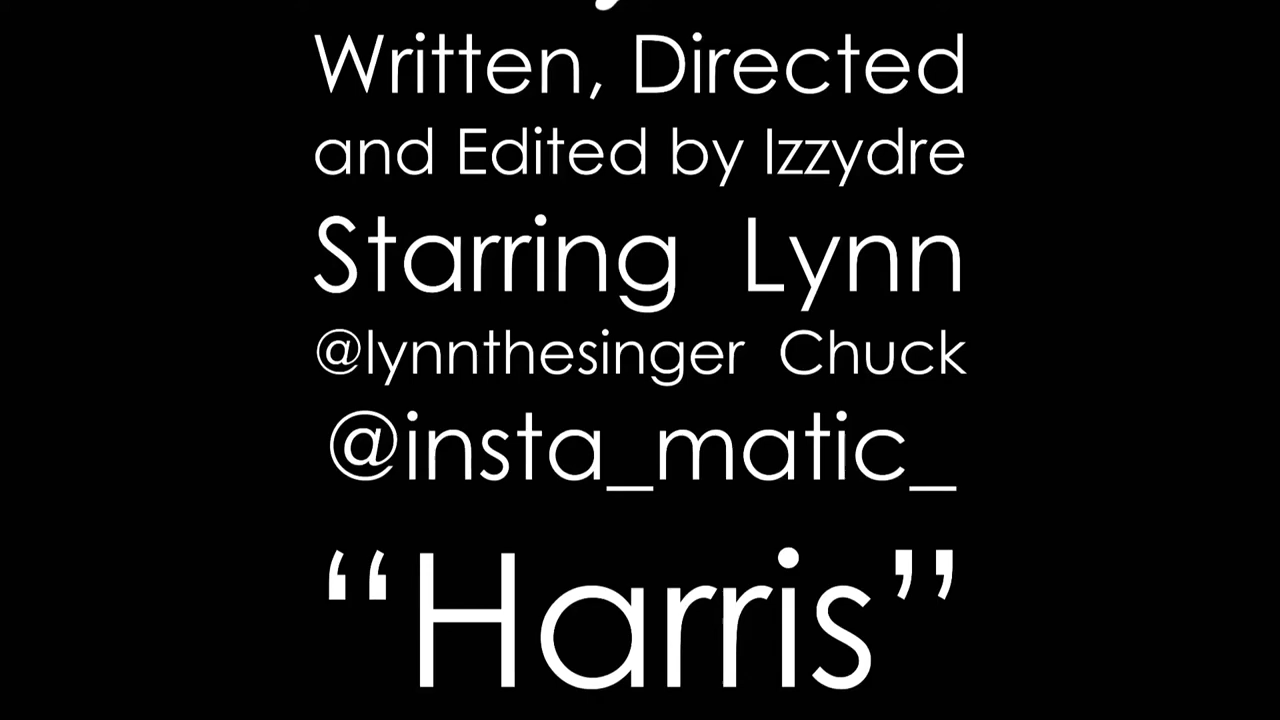 Written, Directed
and Edited by Izzydre
Starring Lynn
@lynnthesinger Chuck
@insta_matic_
“Harris”